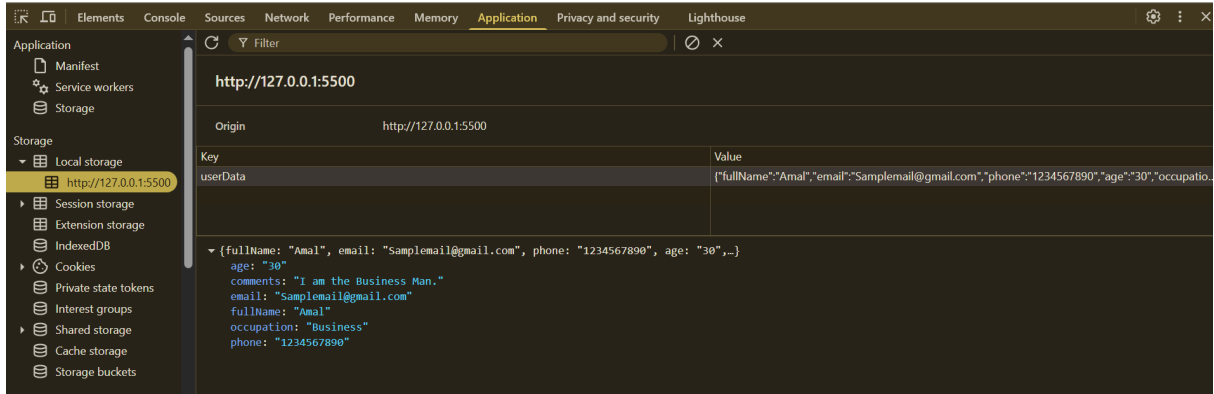 Elements Console Sources Network Performance Memory Application Privacy and security Lighthouse
Application
Manifest
Service workers
Storage
Storage
Local storage
http://127.0.0.1:5500
Session storage
Extension storage
IndexedDB
Cookies
Private state tokens
Interest groups
Shared storage
Cache storage
Storage buckets
Filter
http://127.0.0.1:5500
Origin http://127.0.0.1:5500
Key Value
userData {"fullName":"Amal","email":"Samplemail@gmail.com","phone":"1234567890","age":"30","occupatio...
{fullName: "Amal", email: "Samplemail@gmail.com", phone: "1234567890", age: "30",…}
age: "30"
comments: "I am the Business Man."
email: "Samplemail@gmail.com"
fullName: "Amal"
occupation: "Business"
phone: "1234567890"